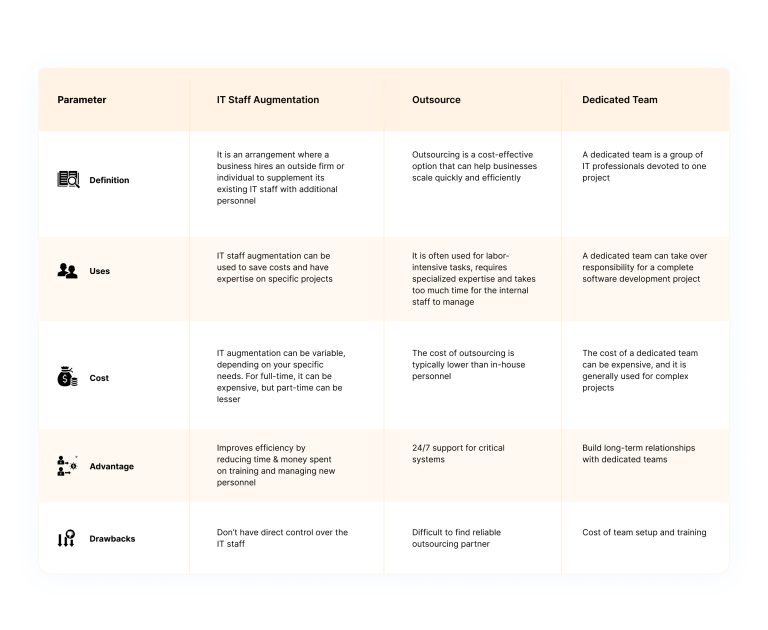 Parameter
IT Staff Augmentation
Outsource
Dedicated Team
Definition
It is an arrangement where a
business hires an outside firm or
individual to supplement its
existing IT staff with additional
personnel
Outsourcing is a cost-effective
option that can help businesses
scale quickly and efficiently
A dedicated team is a group of
IT professionals devoted to one
project
Uses
IT staff augmentation can be
used to save costs and have
expertise on specific projects
It is often used for labor-
intensive tasks, requires
specialized expertise and takes
too much time for the internal
staff to manage
A dedicated team can take over
responsibility for a complete
software development project
Cost
IT augmentation can be variable,
depending on your specific
needs. For full-time, it can be
expensive, but part-time can be
lesser
The cost of outsourcing is
typically lower than in-house
personnel
The cost of a dedicated team
can be expensive, and it is
generally used for complex
projects
Advantage
Improves efficiency by
reducing time & money spent
on training and managing new
personnel
24/7 support for critical
systems
Build long-term relationships
with dedicated teams
Drawbacks
Don't have direct control over the
IT staff
Difficult to find reliable
outsourcing partner
Cost of team setup and training